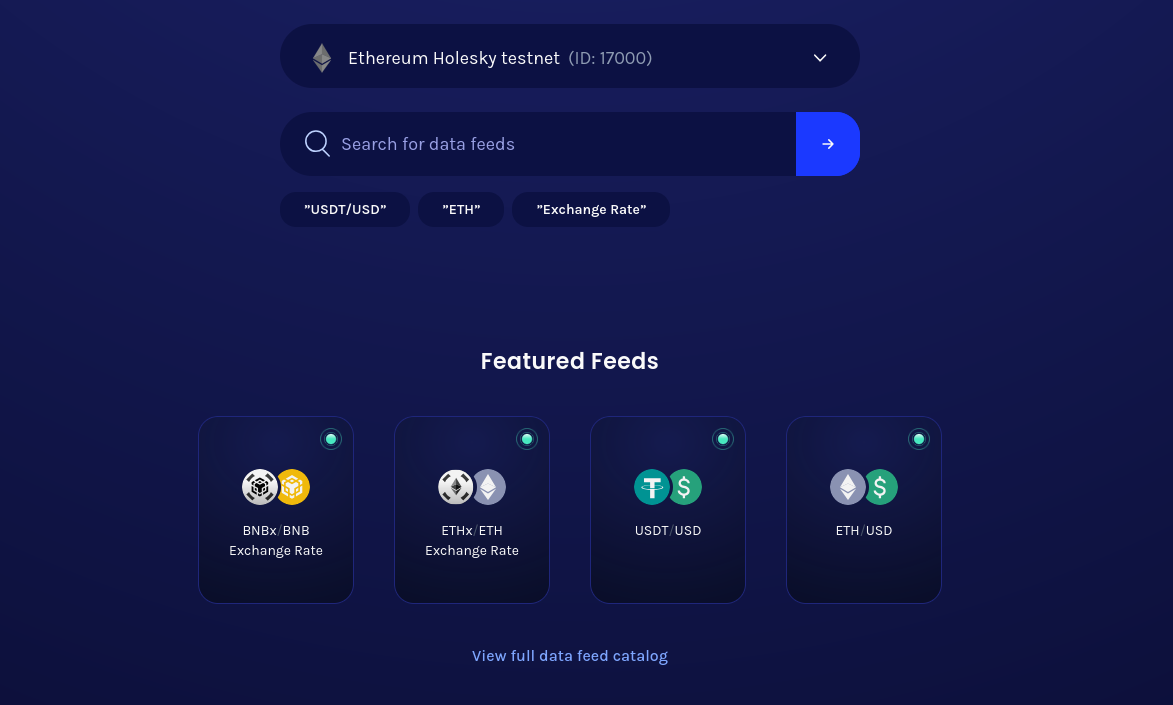 Ethereum Holesky testnet (ID: 17000)
Search for data feeds
”USDT/USD” ”ETH” ”Exchange Rate”
Featured Feeds
BNBx/BNB
Exchange Rate
ETHx/ETH
Exchange Rate
USDT/USD
ETH/USD
View full data feed catalog